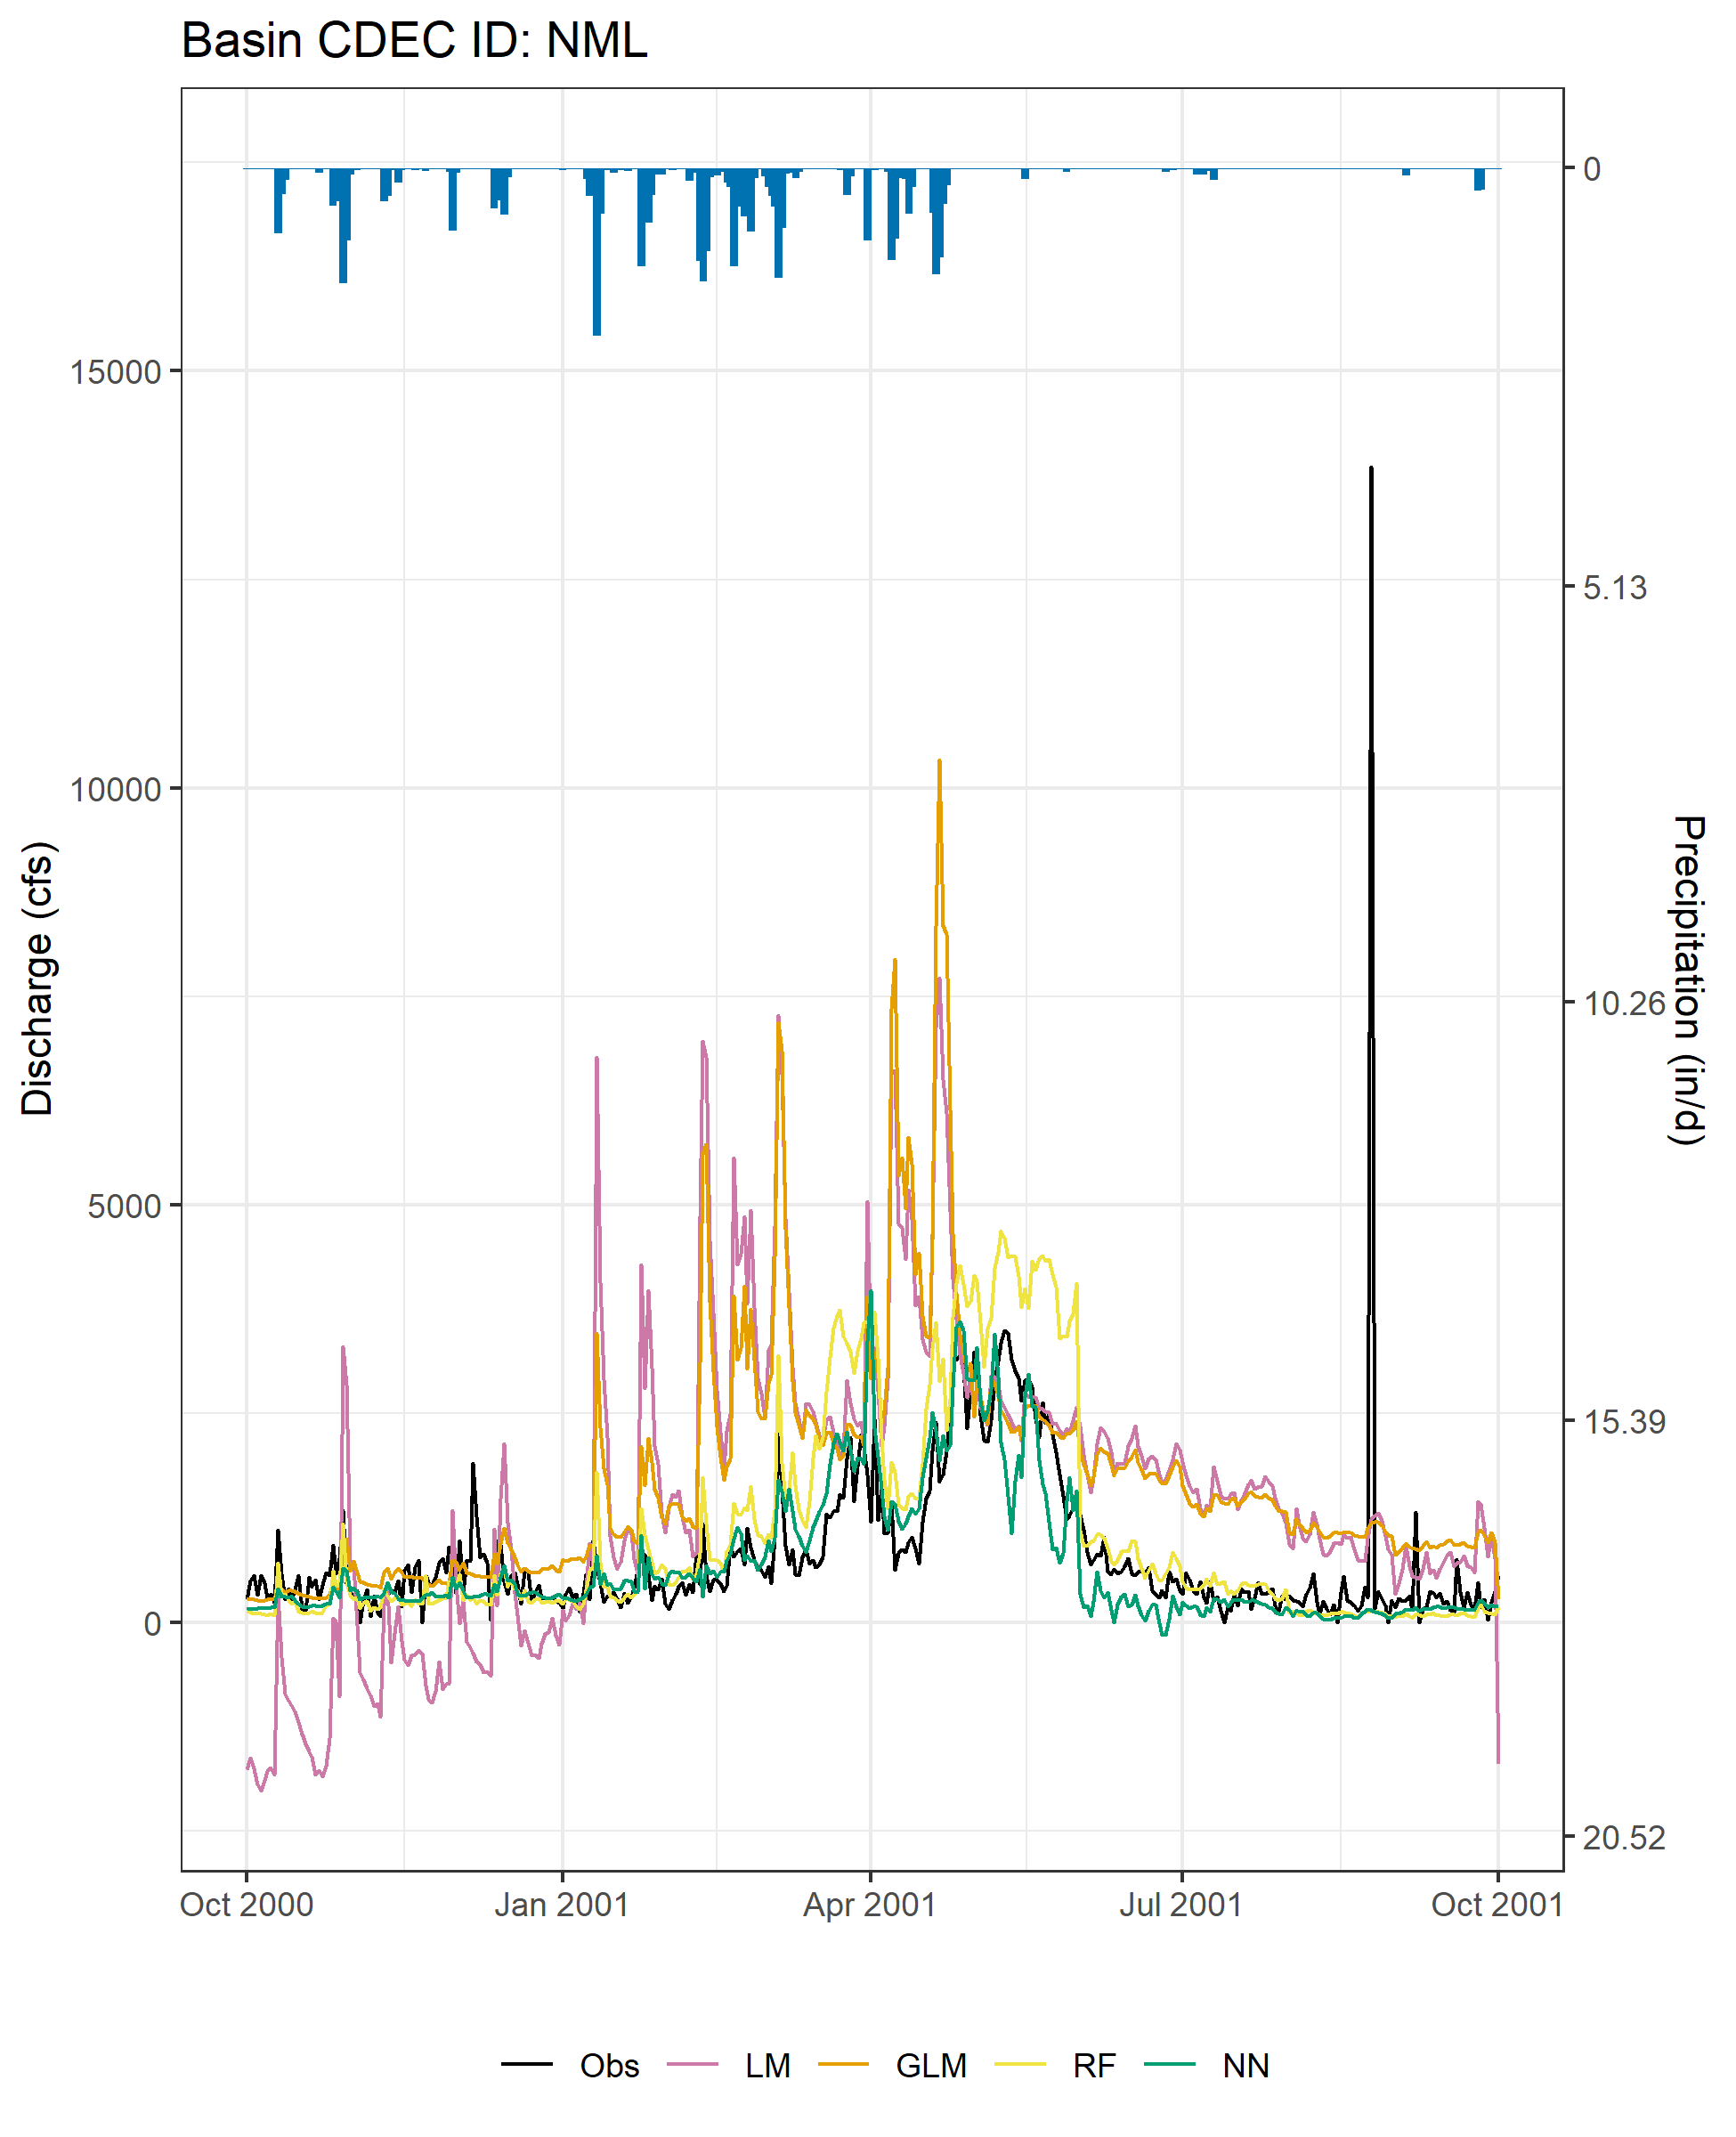 Basin CDEC ID: NML
0
15000
5.13
10000
10.26
5000
15.39
0
20.52
Discharge (cfs)
Precipitation (in/d)
Oct 2000 Jan 2001 Apr 2001 Jul 2001 Oct 2001
Obs LM GLM RF NN